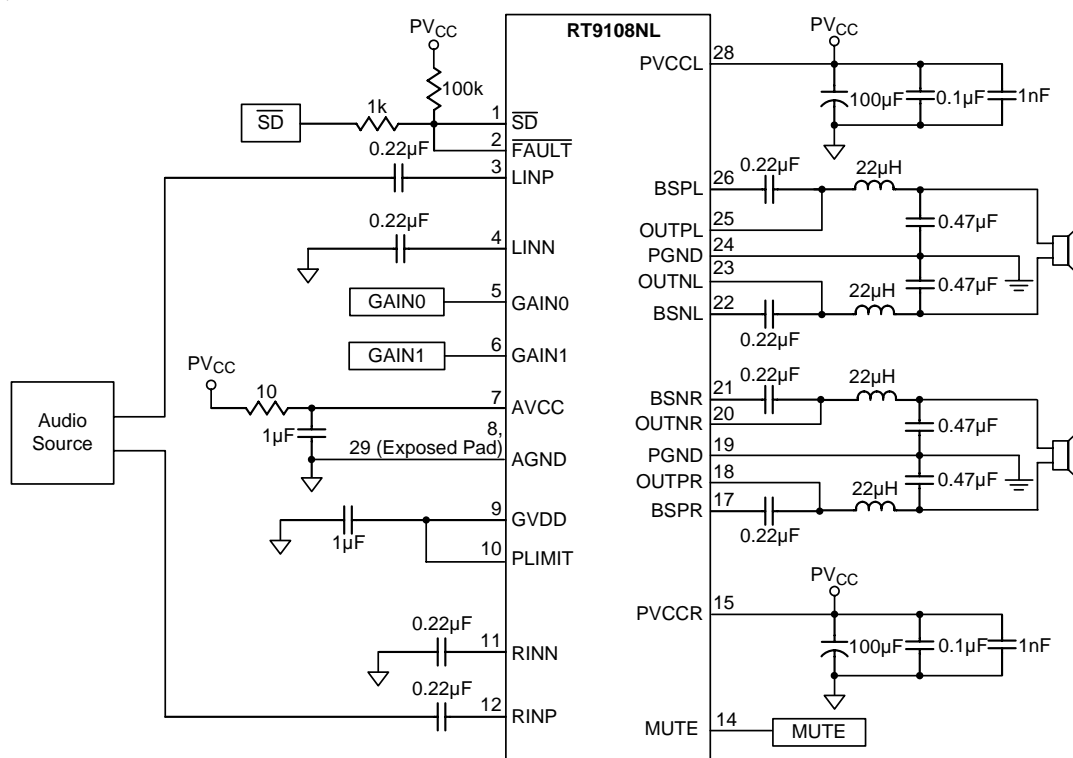 RT9108NL
PVCC
100k
SD
1k
1
SD
2
FAULT
0.22µF
3
LINP
0.22µF
4
LINN
GAIN0
5
GAIN0
GAIN1
6
GAIN1
PVCC
10
7
AVCC
1µF
8,
29 (Exposed Pad)
AGND
Audio
Source
9
GVDD
1µF
10
PLIMIT
0.22µF
11
RINN
0.22µF
12
RINP
PVCC
PVCCL
28
100µF
0.1µF
1nF
BSPL
26
0.22µF
22µH
OUTPL
25
0.47µF
PGND
24
OUTNL
23
0.47µF
22µH
BSNL
22
0.22µF
BSNR
21
0.22µF
22µH
OUTNR
20
0.47µF
PGND
19
OUTPR
18
0.47µF
22µH
BSPR
17
0.22µF
PVCC
PVCCR
15
100µF
0.1µF
1nF
MUTE
14
MUTE